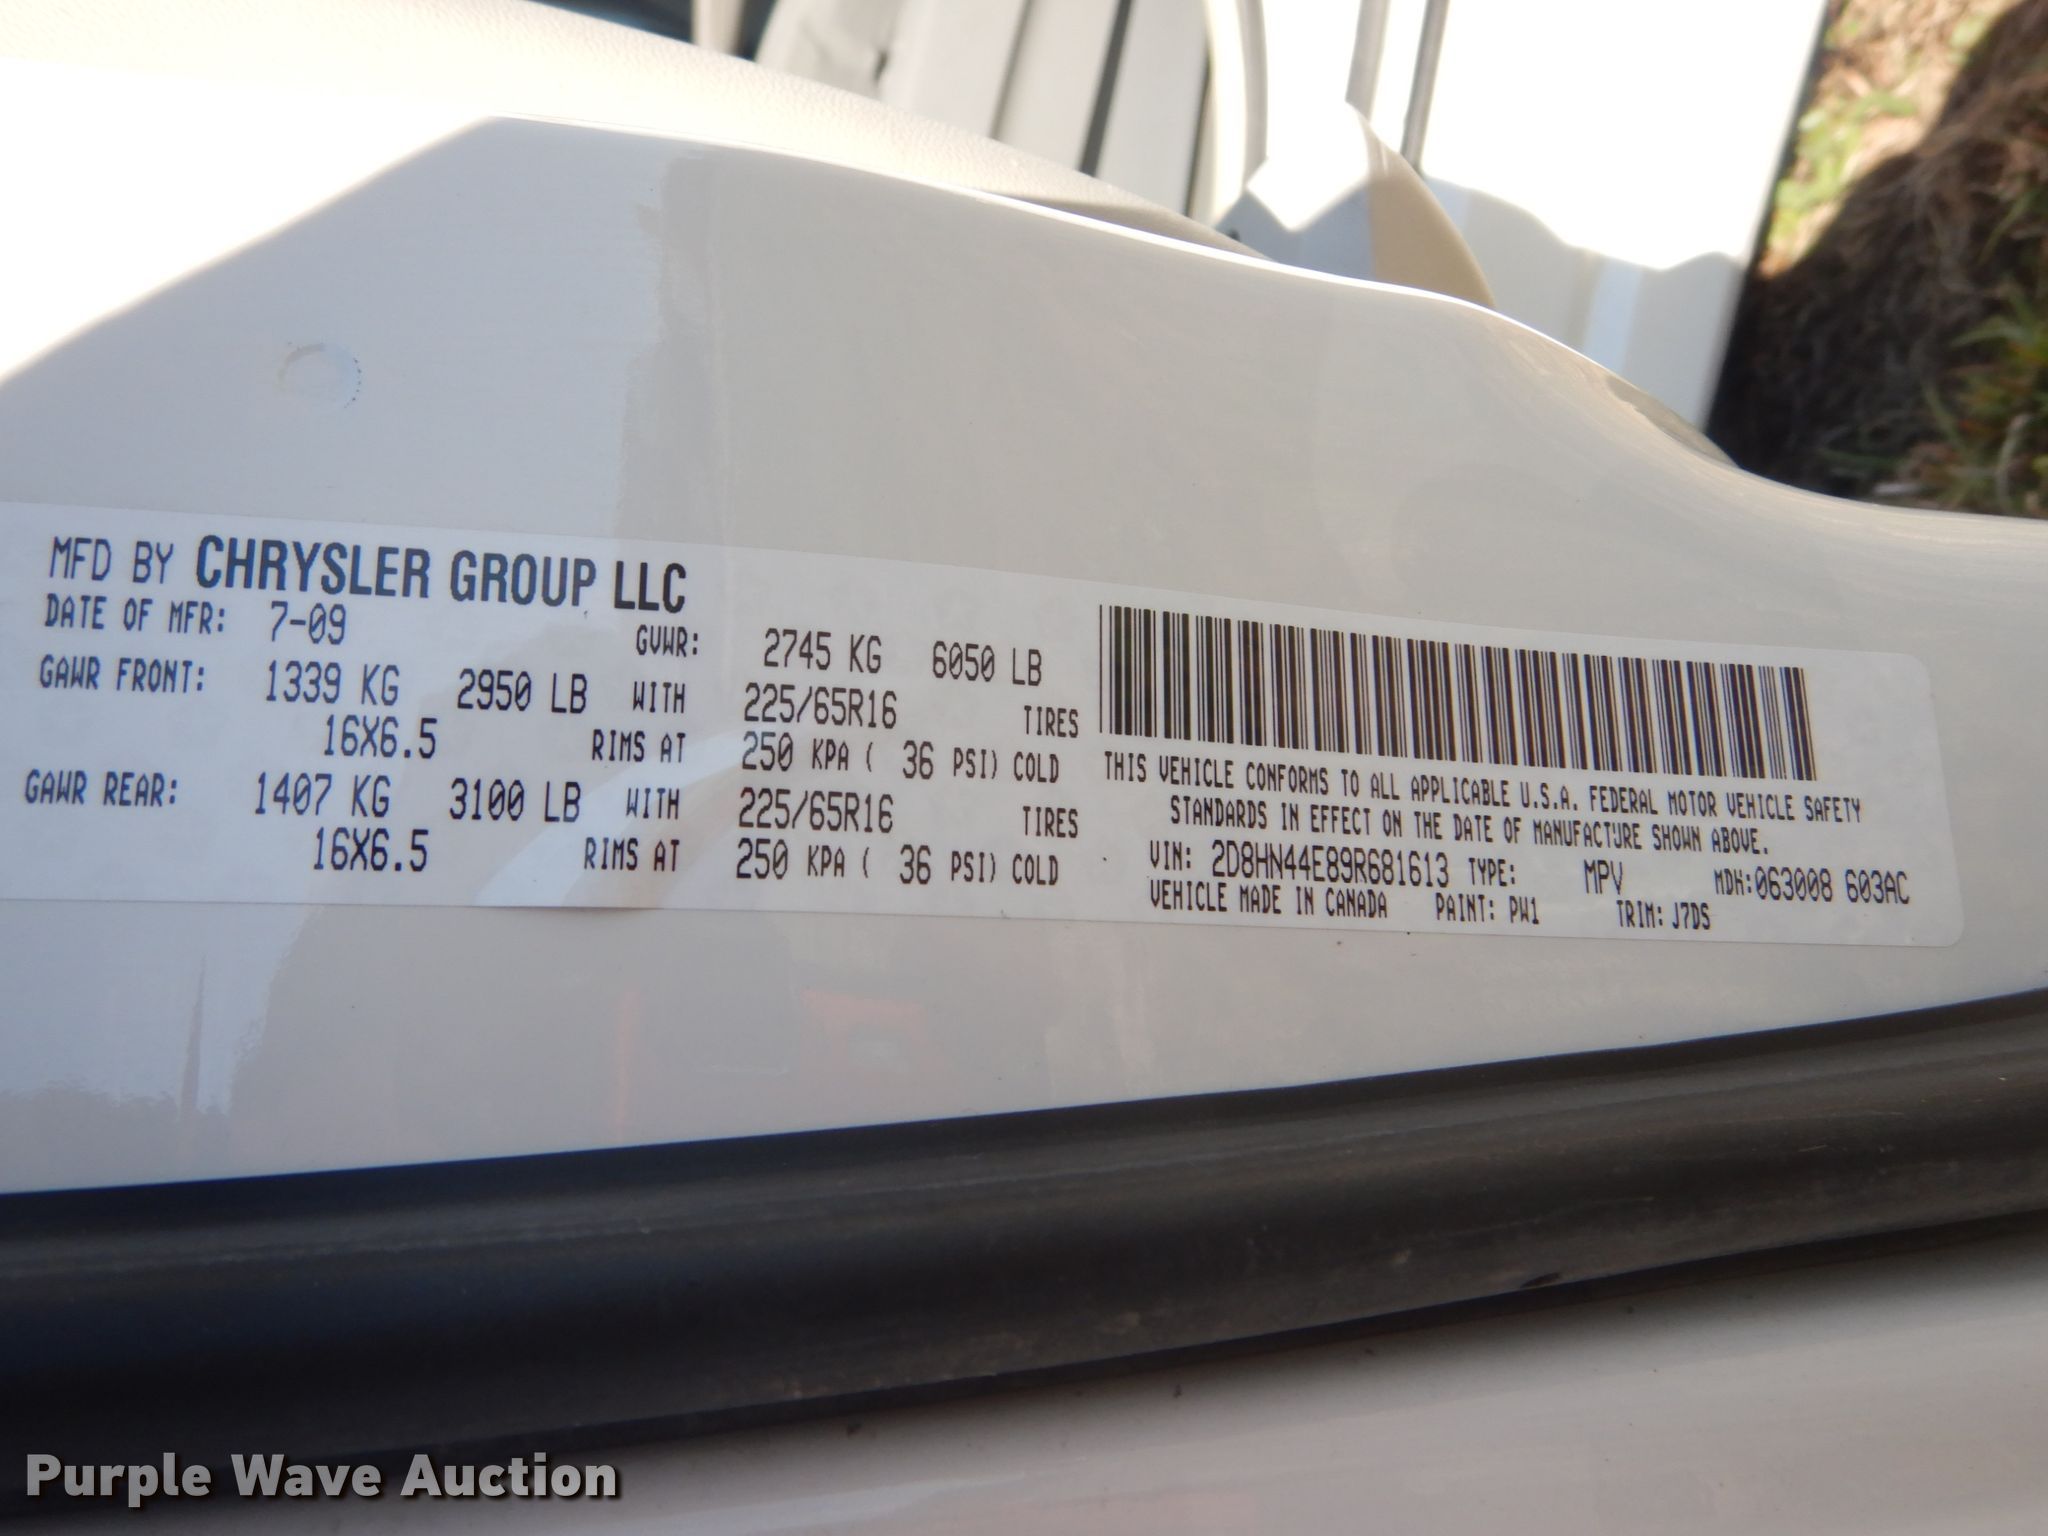 MFD BY CHRYSLER GROUP LLC
DATE OF MFR: 7-09 GVWR: 2745 KG 6050 LB
GAWR FRONT: 1339 KG 2950 LB WITH 225/65R16 TIRES
16X6.5 RIMS AT 250 KPA ( 36 PSI) COLD
GAWR REAR: 1407 KG 3100 LB WITH 225/65R16 TIRES
16X6.5 RIMS AT 250 KPA ( 36 PSI) COLD
THIS VEHICLE CONFORMS TO ALL APPLICABLE U.S.A. FEDERAL MOTOR VEHICLE SAFETY
STANDARDS IN EFFECT ON THE DATE OF MANUFACTURE SHOWN ABOVE.
VIN: 2D8HN44E89R681613 TYPE: MPV MDH:063008 603AC
VEHICLE MADE IN CANADA PAINT: PW1 TRIM: J7DS
Purple Wave Auction